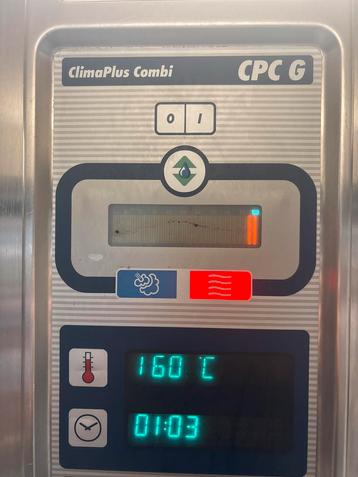 ClimaPlus Combi CPC G
0 I
160 °C
01:03